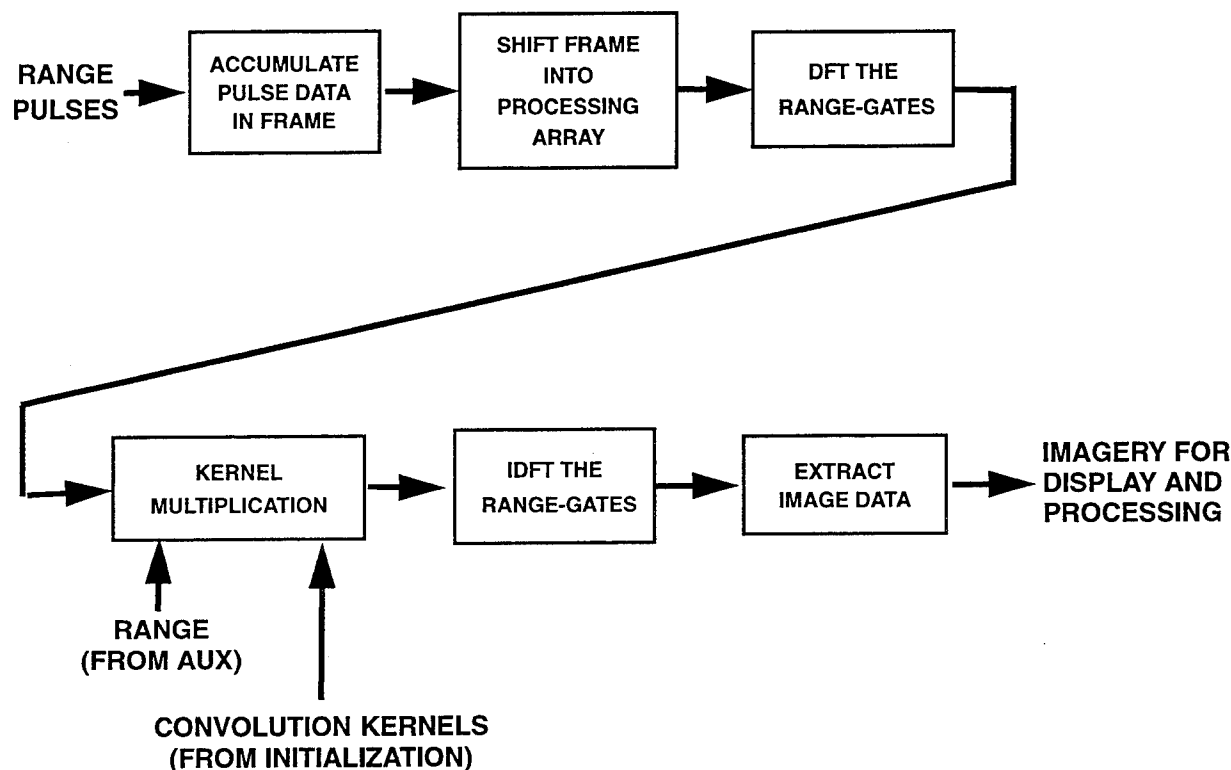 RANGE
PULSES
ACCUMULATE
PULSE DATA
IN FRAME
SHIFT FRAME
INTO
PROCESSING
ARRAY
DFT THE
RANGE-GATES
KERNEL
MULTIPLICATION
IDFT THE
RANGE-GATES
EXTRACT
IMAGE DATA
IMAGERY FOR
DISPLAY AND
PROCESSING
RANGE
(FROM AUX)
CONVOLUTION KERNELS
(FROM INITIALIZATION)